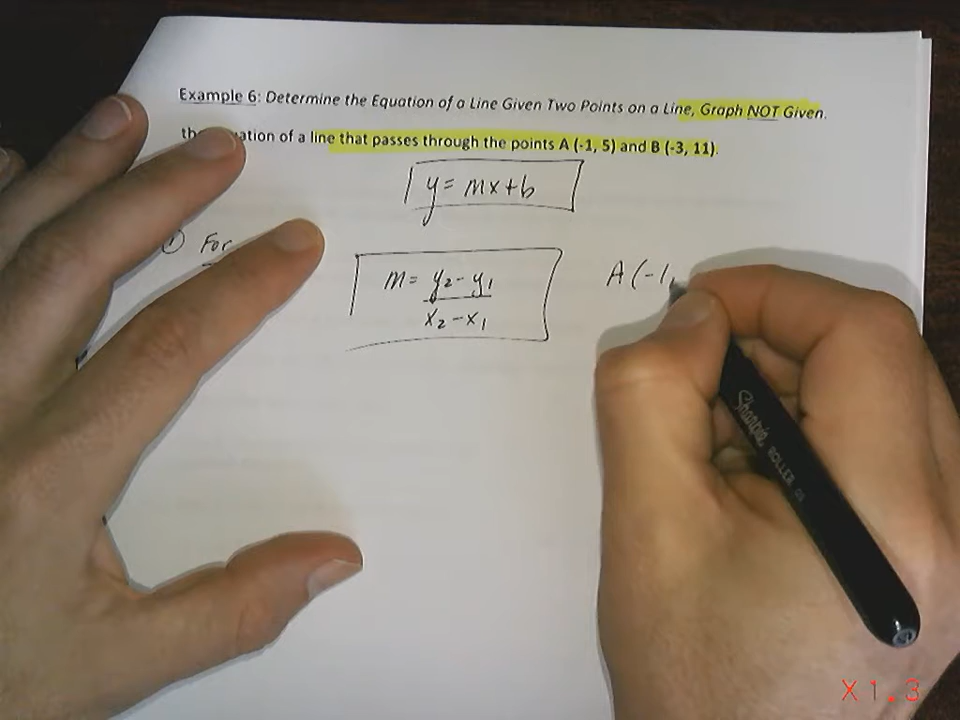 Example 6: Determine the Equation of a Line Given Two Points on a Line, Graph NOT Given.
ation of a line that passes through the points A (-1, 5) and B (-3, 11).
y = mx+b
① For
m = y₂ - y₁
x₂ - x₁
A (-1,
Sharpie ROLLER
X1.3